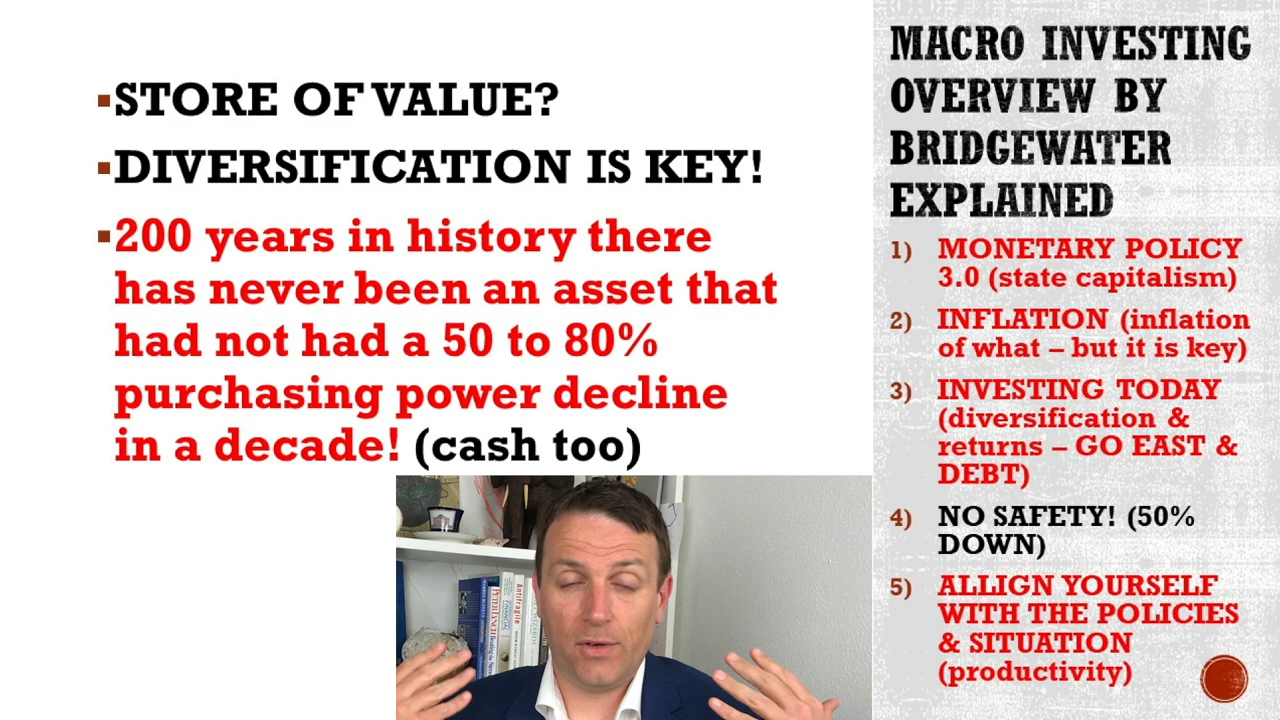 ▪STORE OF VALUE?
▪DIVERSIFICATION IS KEY!
▪200 years in history there
has never been an asset that
had not had a 50 to 80%
purchasing power decline
in a decade! (cash too)
MACRO INVESTING
OVERVIEW BY
BRIDGEWATER
EXPLAINED
1) MONETARY POLICY
3.0 (state capitalism)
2) INFLATION (inflation
of what – but it is key)
3) INVESTING TODAY
(diversification &
returns – GO EAST &
DEBT)
4) NO SAFETY! (50%
DOWN)
5) ALLIGN YOURSELF
WITH THE POLICIES
& SITUATION
(productivity)
PETER LYNCH
Antifragile